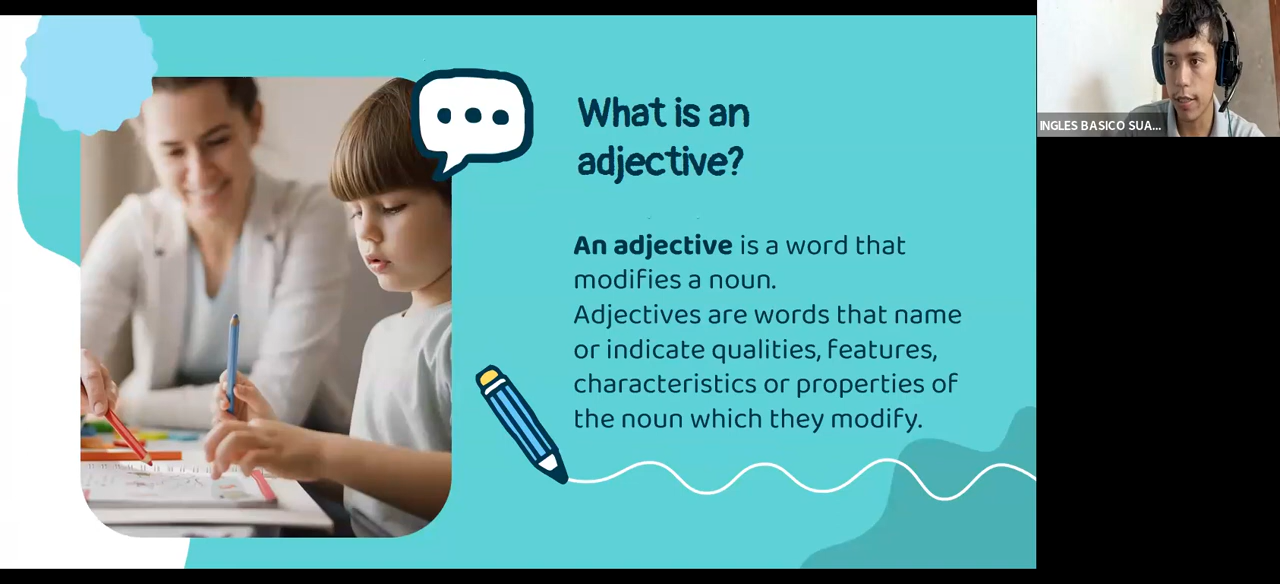 What is an
adjective?
An adjective is a word that
modifies a noun.
Adjectives are words that name
or indicate qualities, features,
characteristics or properties of
the noun which they modify.
INGLES BASICO SUA...